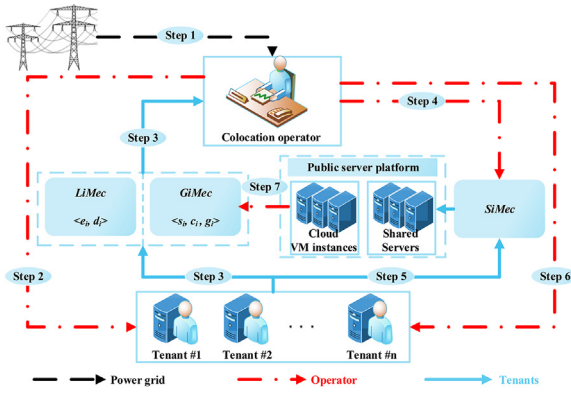 Step 1
Colocation operator
Step 4
Step 3
Public server platform
LiMec
<ei, di>
GiMec
<si, ci, gi>
Step 7
Cloud
VM instances
Shared
Servers
SiMec
Step 2
Step 3
Step 5
Step 6
Tenant #1
Tenant #2
. . .
Tenant #n
Power grid
Operator
Tenants